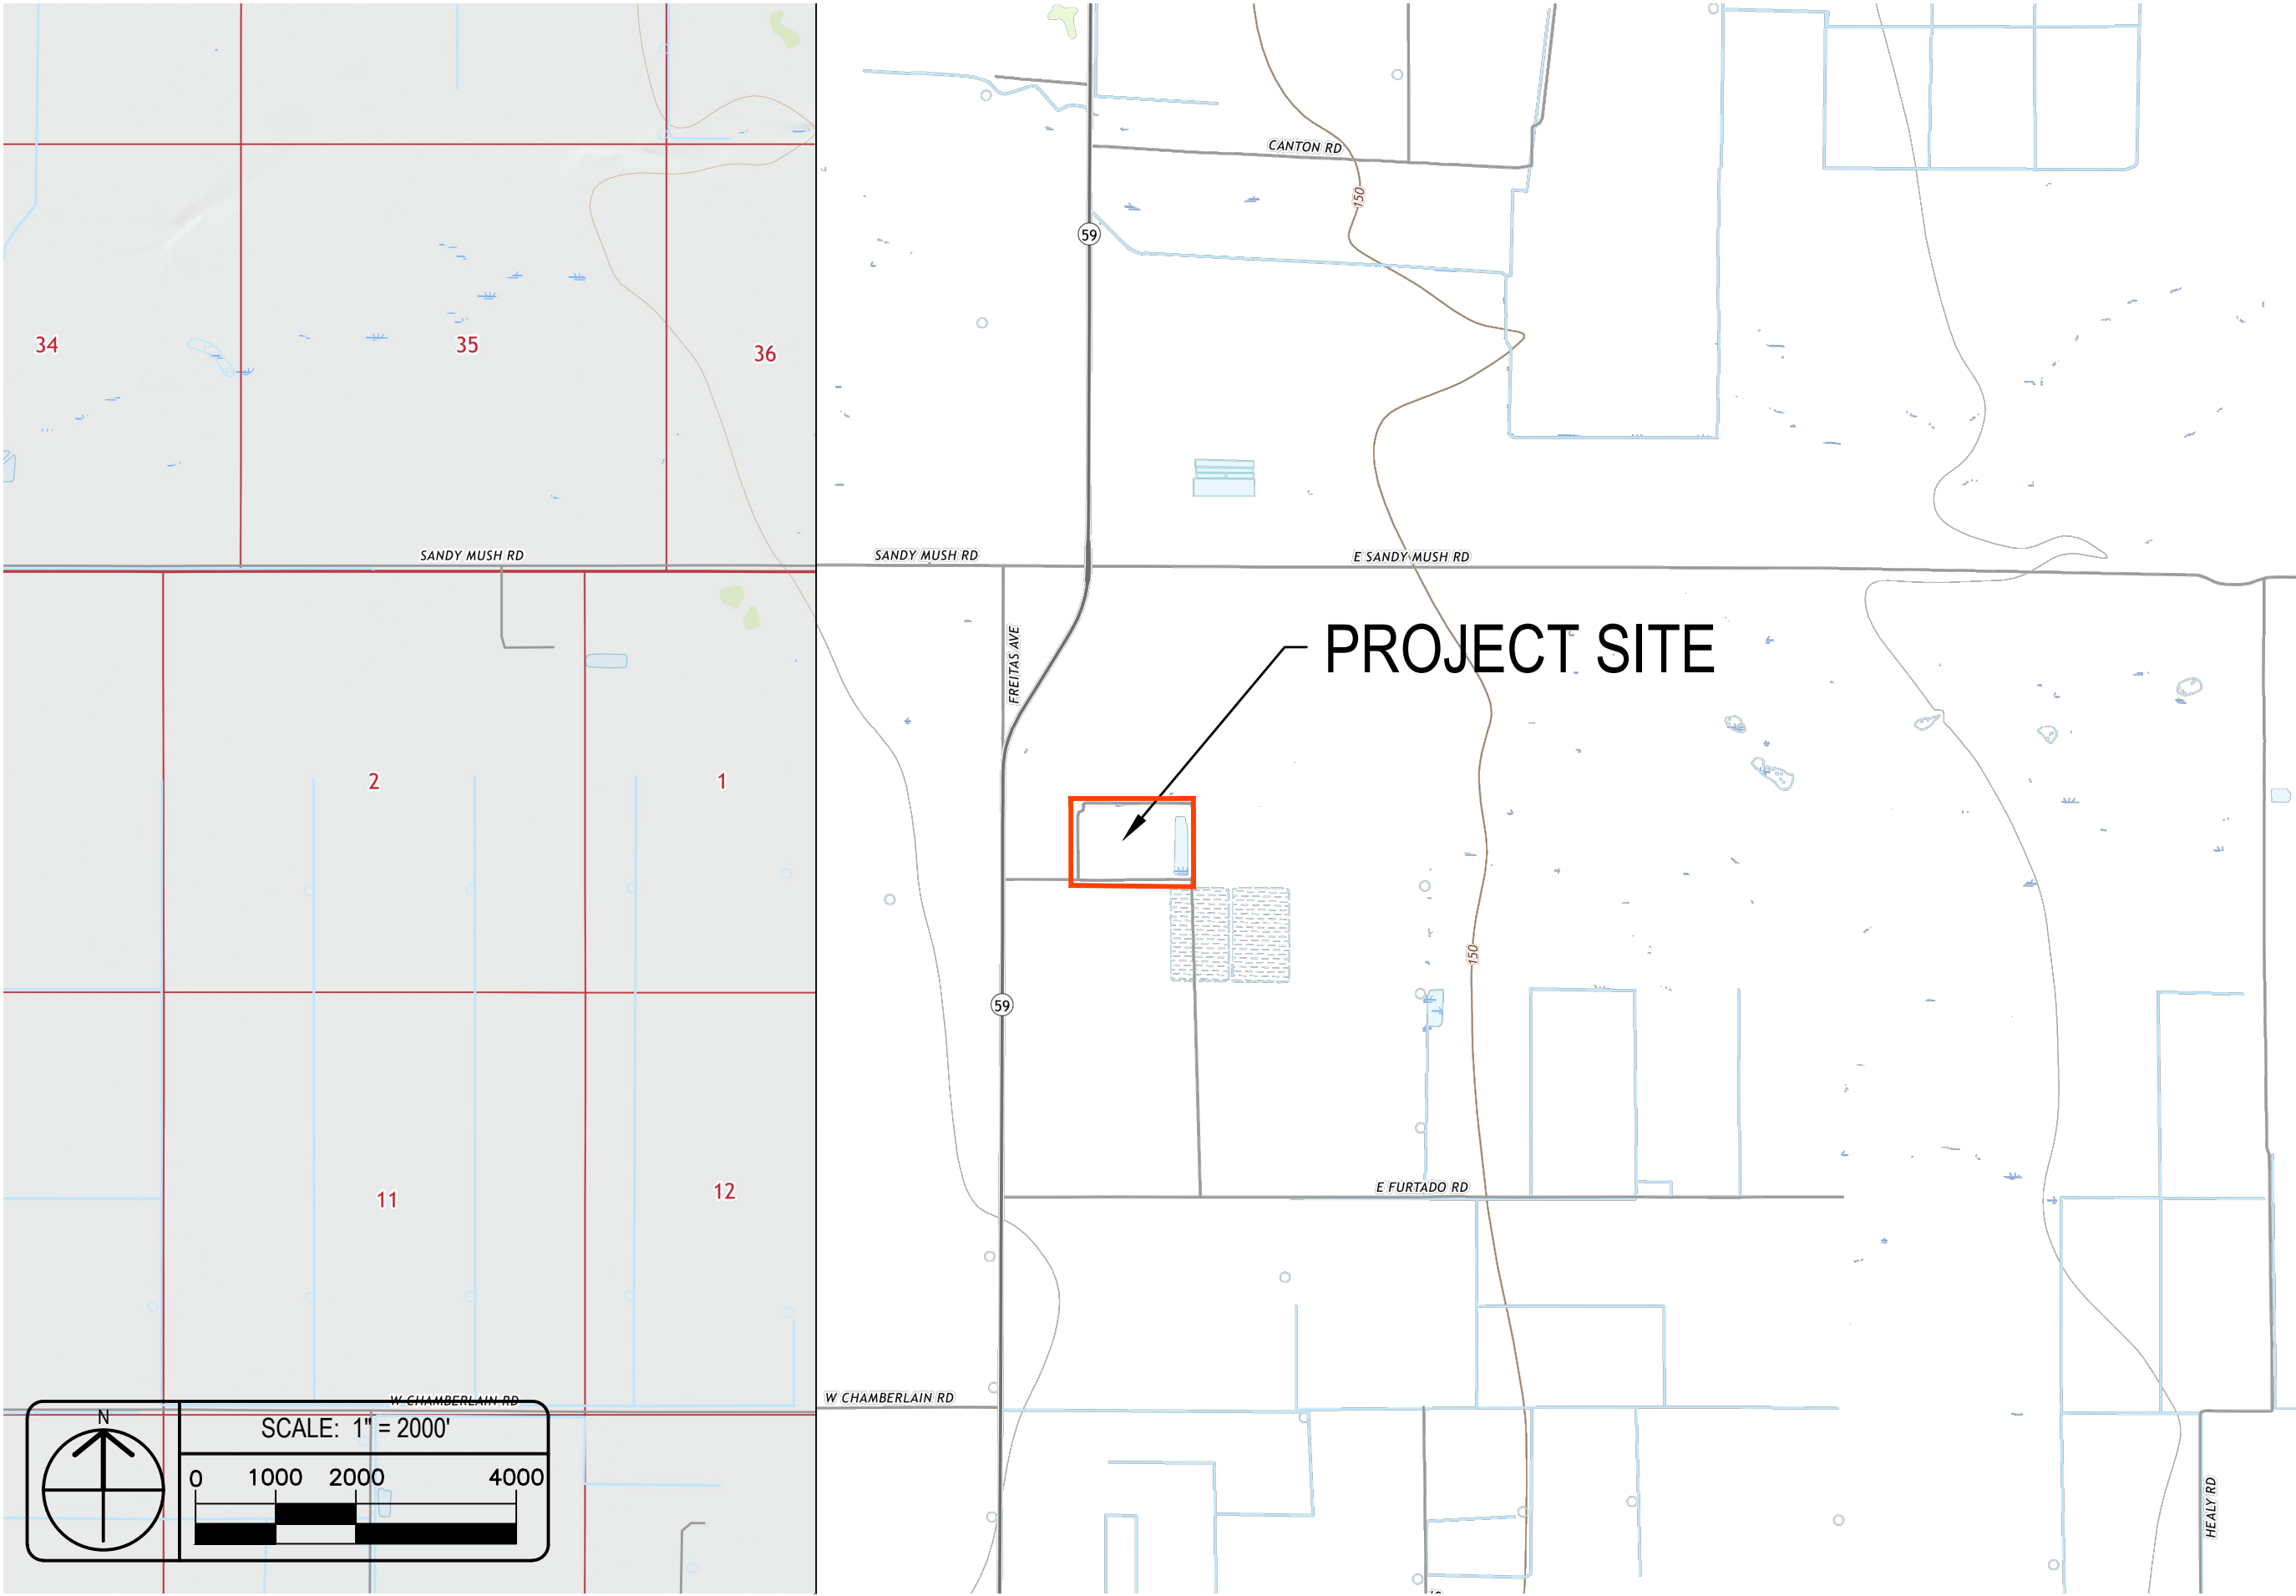 CANTON RD
150
59
34
35
36
SANDY MUSH RD
SANDY MUSH RD
E SANDY MUSH RD
FREITAS AVE
PROJECT SITE
2
1
150
59
11
12
E FURTADO RD
W CHAMBERLAIN RD
W CHAMBERLAIN RD
N
SCALE: 1" = 2000'
0 1000 2000 4000
HEALY RD